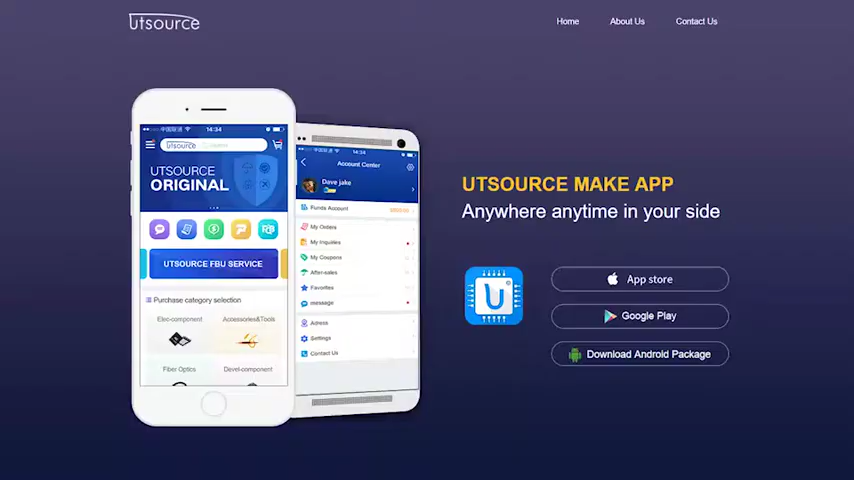 utsource
Home
About Us
Contact Us
14:34
utsource
UTSOURCE
ORIGINAL
UTSOURCE FBU SERVICE
Purchase category selection
Elec-component
Accessories&Tools
Fiber Optics
Devel-component
14:34
Account Center
Dave jake
Funds Account
My Orders
My Inquiries
My Coupons
After-sales
Favorites
message
Adress
Settings
Contact Us
UTSOURCE MAKE APP
Anywhere anytime in your side
App store
Google Play
Download Android Package